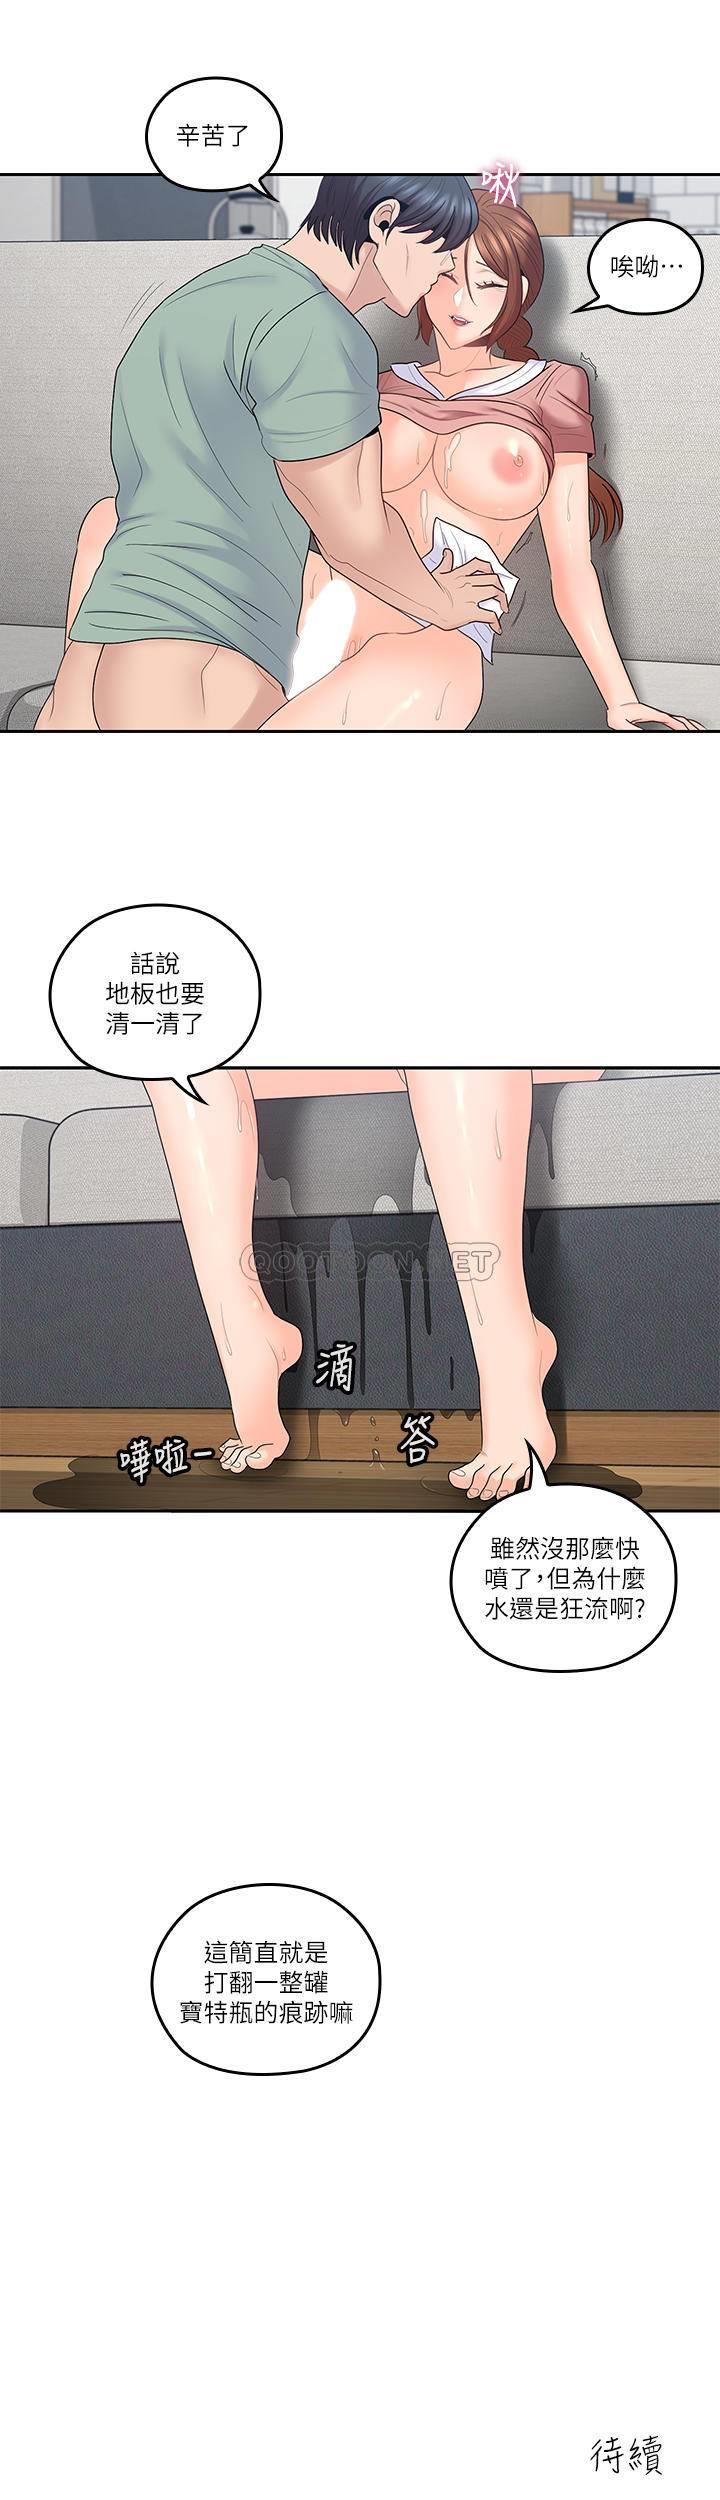 辛苦了
啾
唉呦…
話說
地板也要
清一清了
QOOTOON.NET
滴
答
嘩啦-
雖然沒那麼快
噴了，但為什麼
水還是狂流啊？
這簡直就是
打翻一整罐
寶特瓶的痕跡嘛
待續